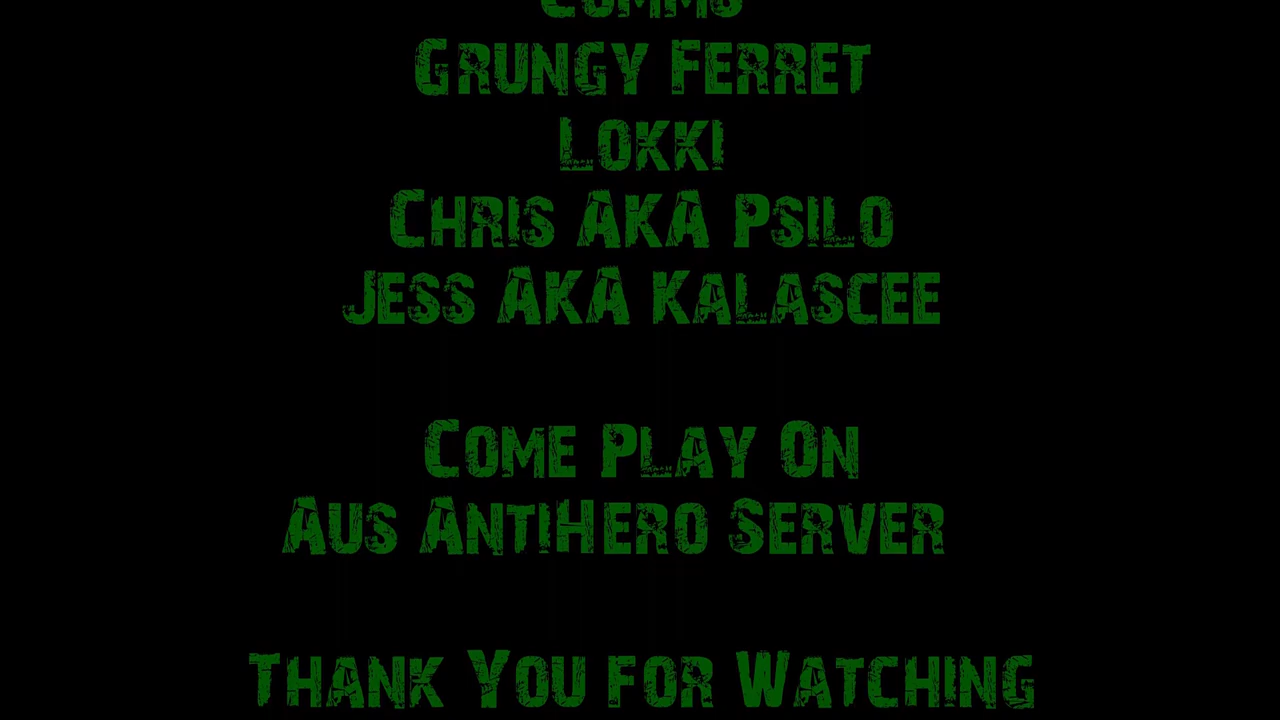 Comms
Grungy Ferret
Lokki
Chris AKA Psilo
Jess AKA Kalascee
Come Play On
Aus AntiHero Server
Thank You for Watching